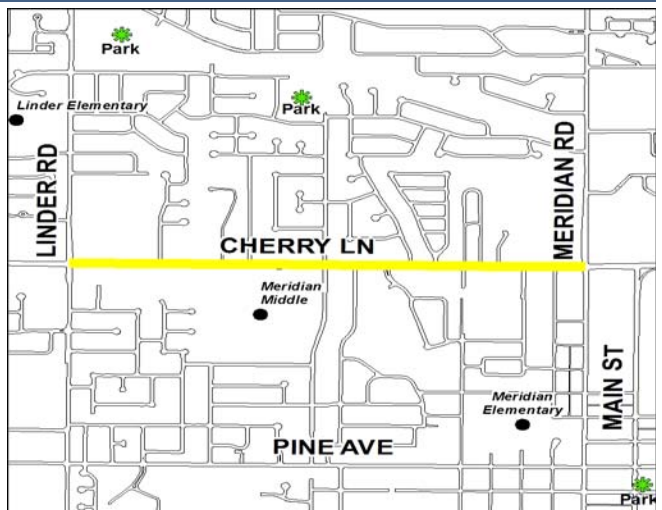 Park
Linder Elementary
Park
LINDER RD
MERIDIAN RD
CHERRY LN
Meridian
Middle
MAIN ST
Meridian
Elementary
PINE AVE
Park